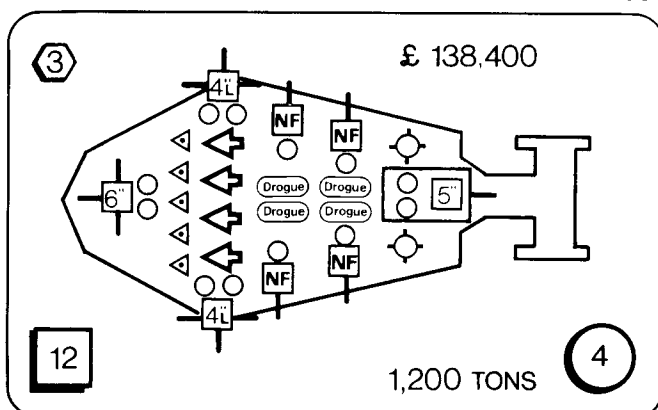 3
£ 138,400
4"L
NF NF
Drogue Drogue
6" 5"
Drogue Drogue
NF NF
4"L
12
1,200 TONS
4